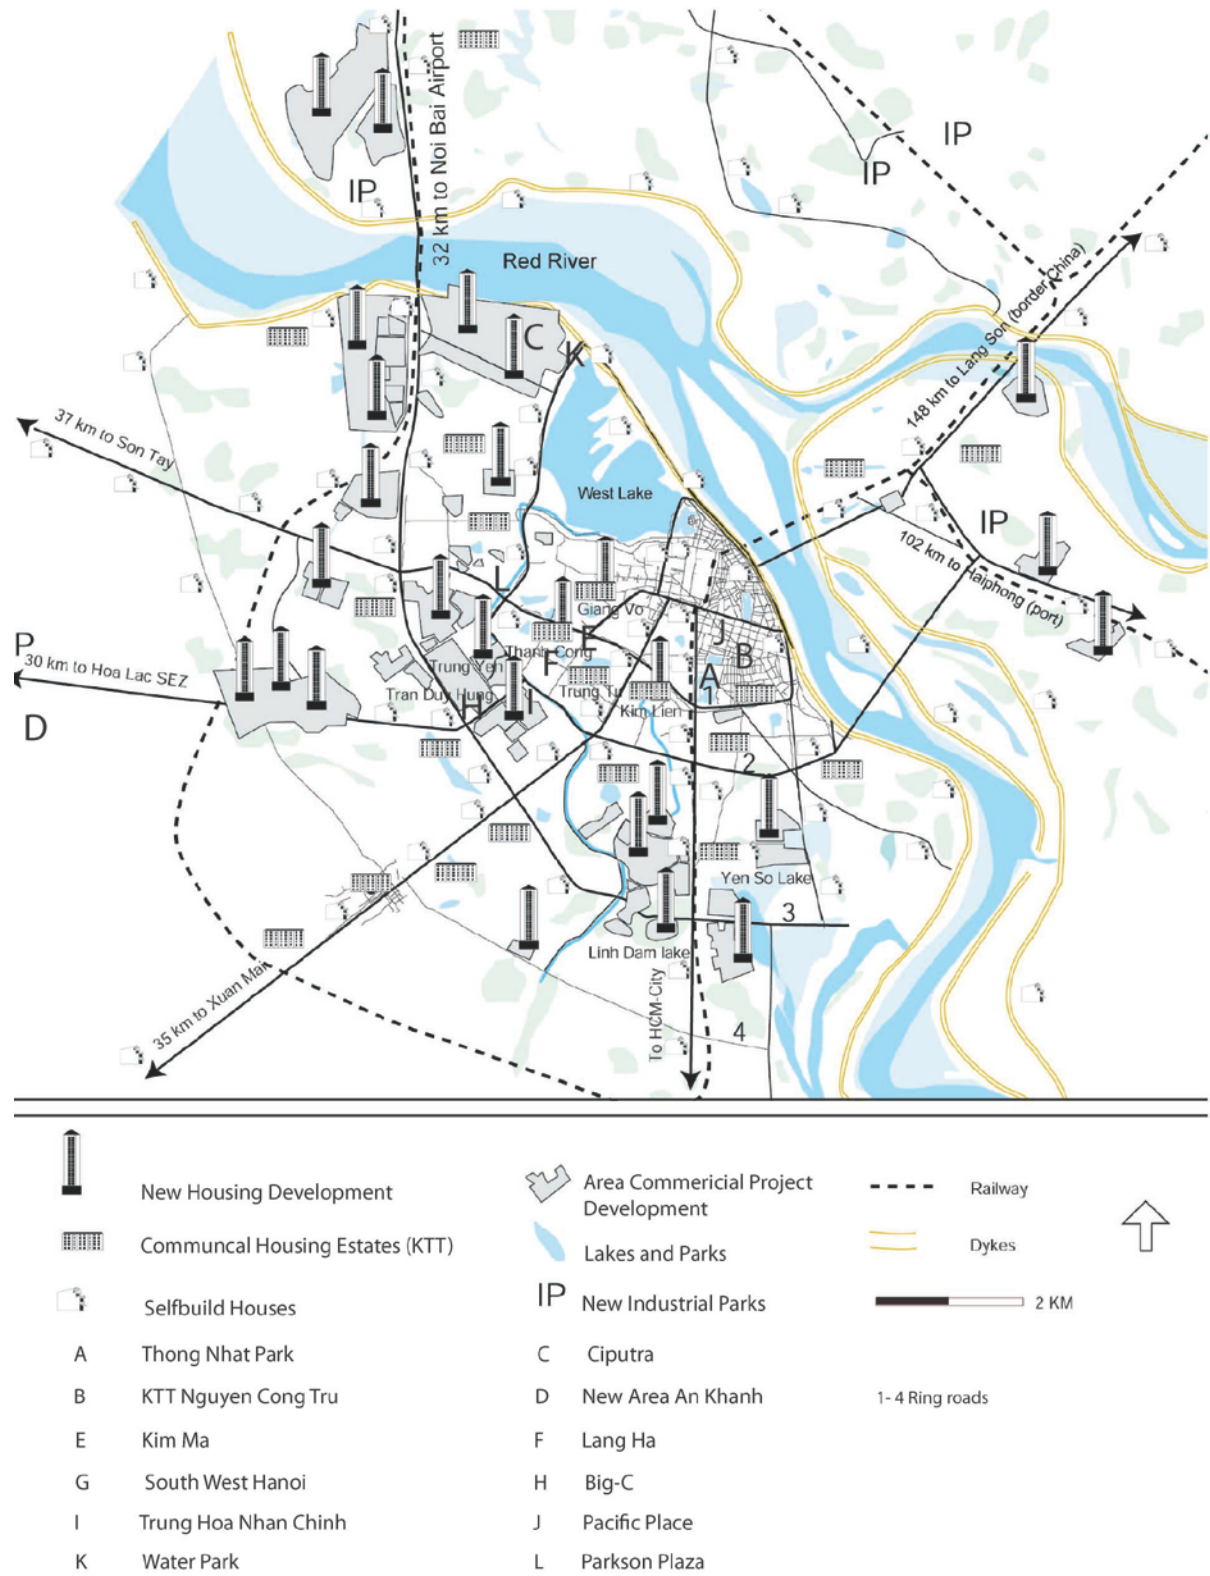 32 km to Noi Bai Airport
IP
IP
IP
Red River
148 km to Lang Son (border China)
C
K
37 km to Son Tay
West Lake
IP
102 km to Haiphong (port)
L
Giang Vo
E
J
P
Thanh Cong
B
30 km to Hoa Lac SEZ
Trung Yen
F
A
Tran Duy Hung
Trung Tu
1
D
H
I
Kim Lien
2
Yen So Lake
3
Linh Dam lake
35 km to Xuan Mai
To HCM-City
4
New Housing Development
Area Commericial Project
Development
Railway
Communcal Housing Estates (KTT)
Lakes and Parks
Dykes
Selfbuild Houses
IP New Industrial Parks
2 KM
A Thong Nhat Park
C Ciputra
B KTT Nguyen Cong Tru
D New Area An Khanh
1- 4 Ring roads
E Kim Ma
F Lang Ha
G South West Hanoi
H Big-C
I Trung Hoa Nhan Chinh
J Pacific Place
K Water Park
L Parkson Plaza